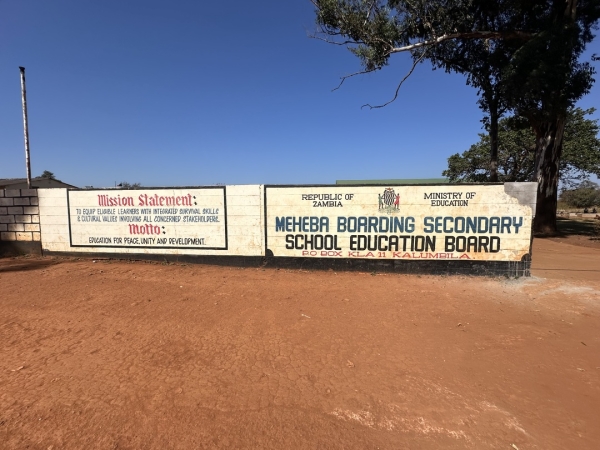 Mission Statement:
TO EQUIP ELIGIBLE LEARNERS WITH INTEGRATED SURVIVAL SKILLS
& CULTURAL VALUES INVOLVING ALL CONCERNED STAKEHOLDERS.
Motto:
EDUCATION FOR PEACE, UNITY AND DEVELOPMENT.
REPUBLIC OF
ZAMBIA
MINISTRY OF
EDUCATION
MEHEBA BOARDING SECONDARY
SCHOOL EDUCATION BOARD
P.O BOX KLA 11 KALUMBILA